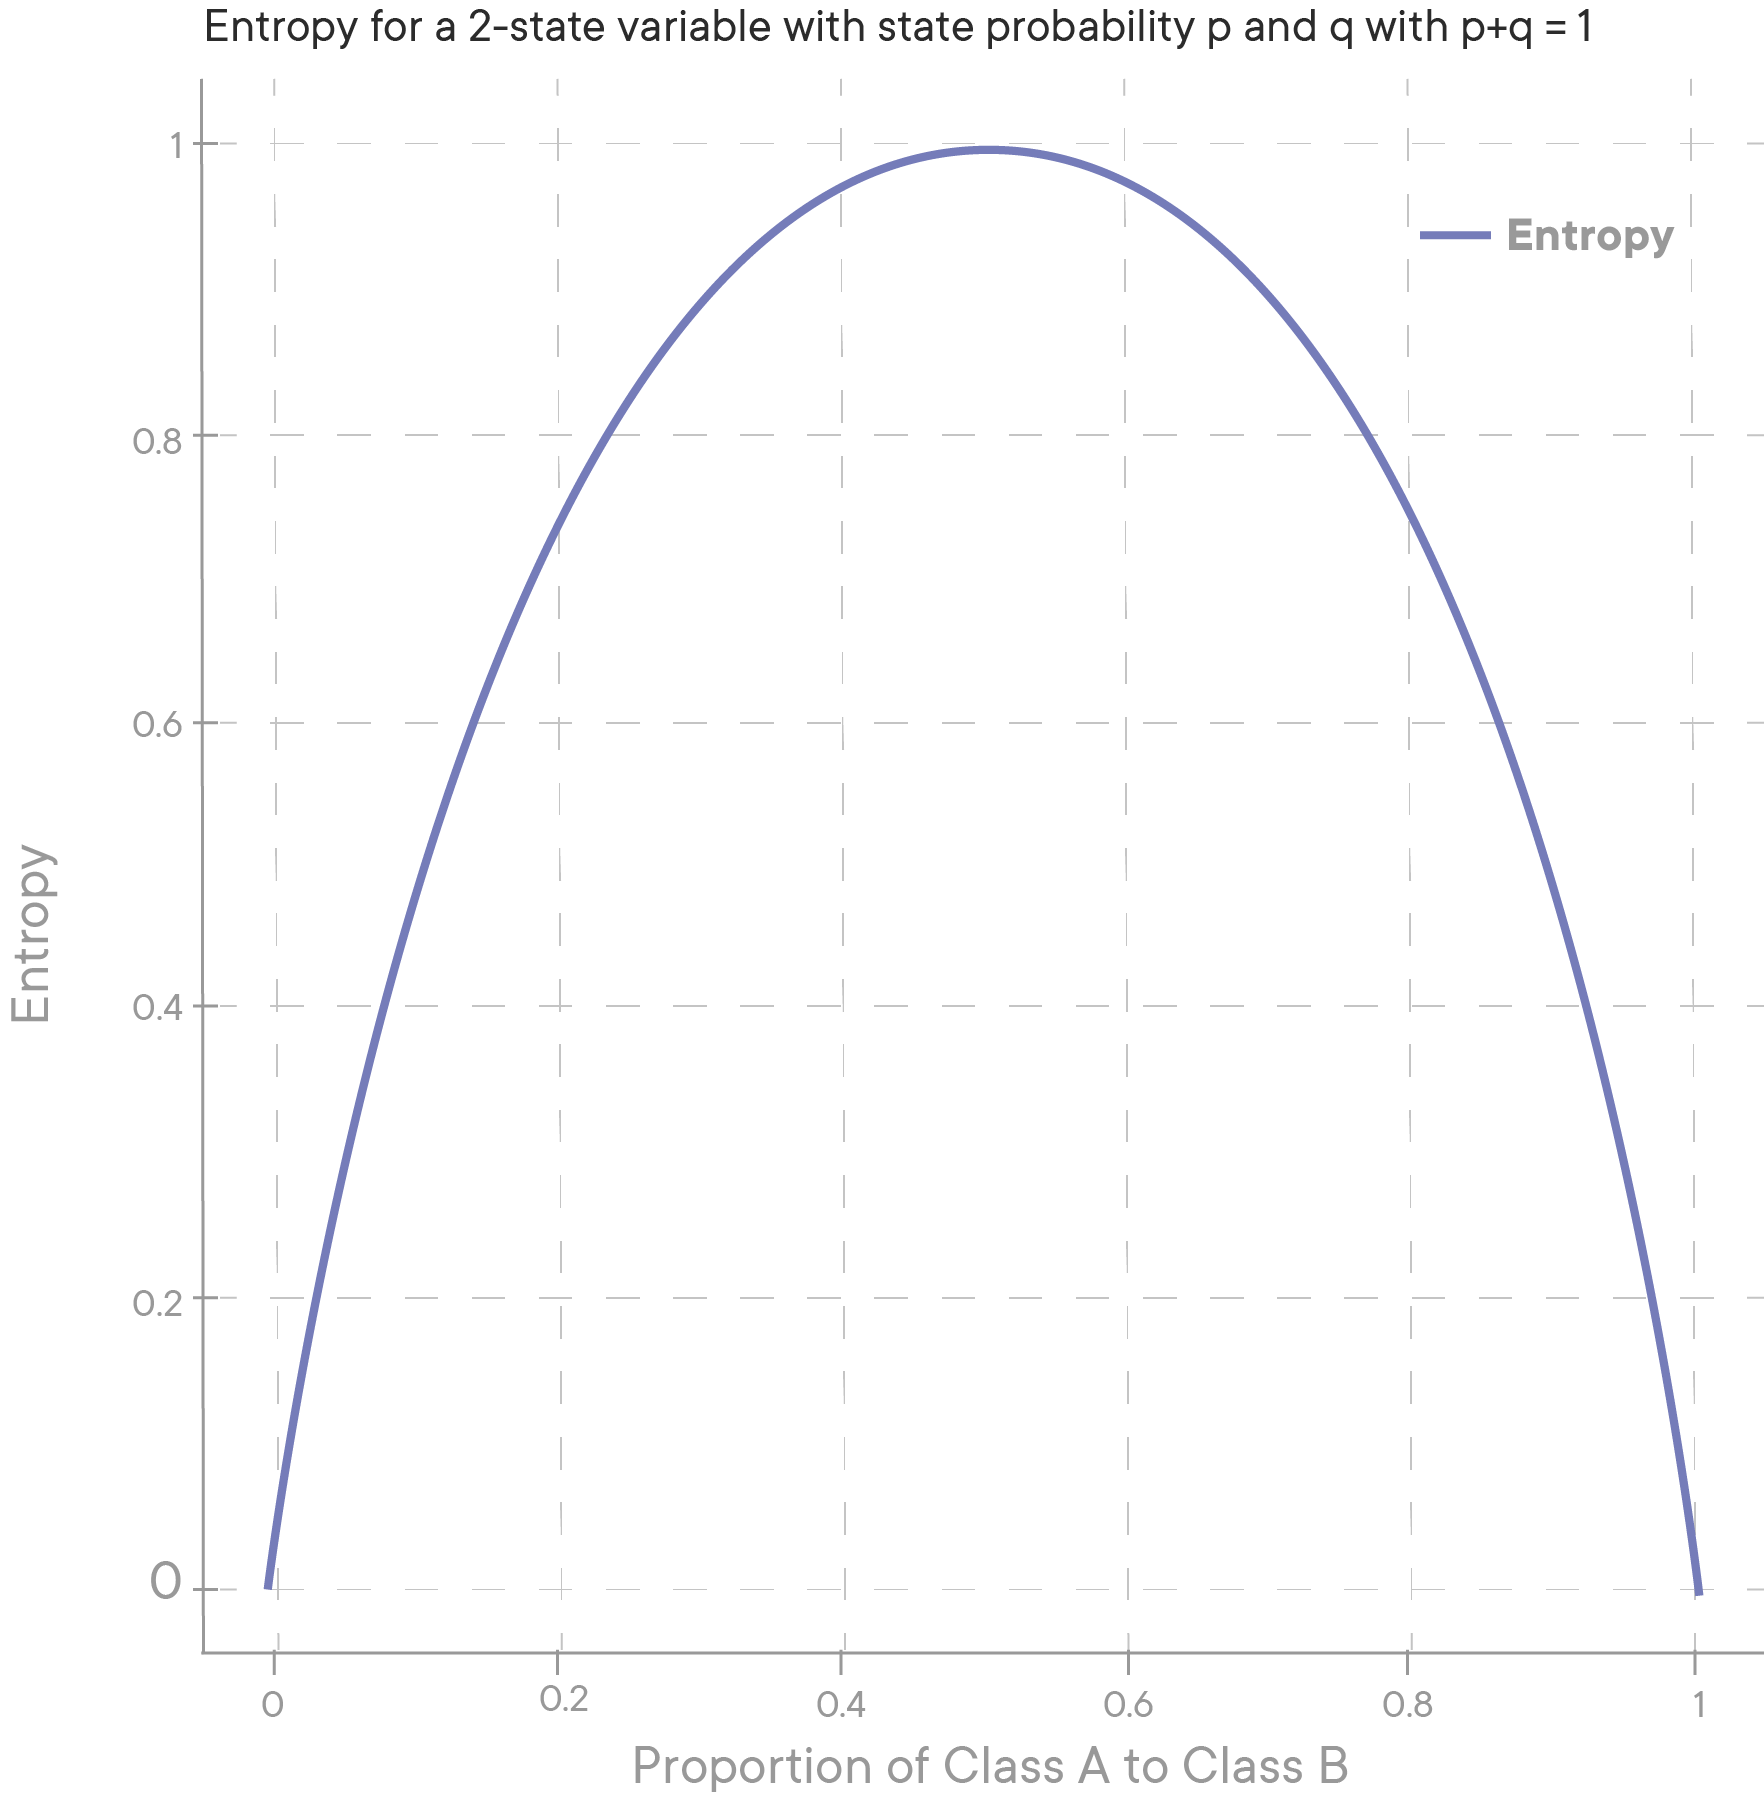 Entropy for a 2-state variable with state probability p and q with p+q = 1
1
Entropy
0.8
0.6
Entropy
0.4
0.2
0
0 0.2 0.4 0.6 0.8 1
Proportion of Class A to Class B